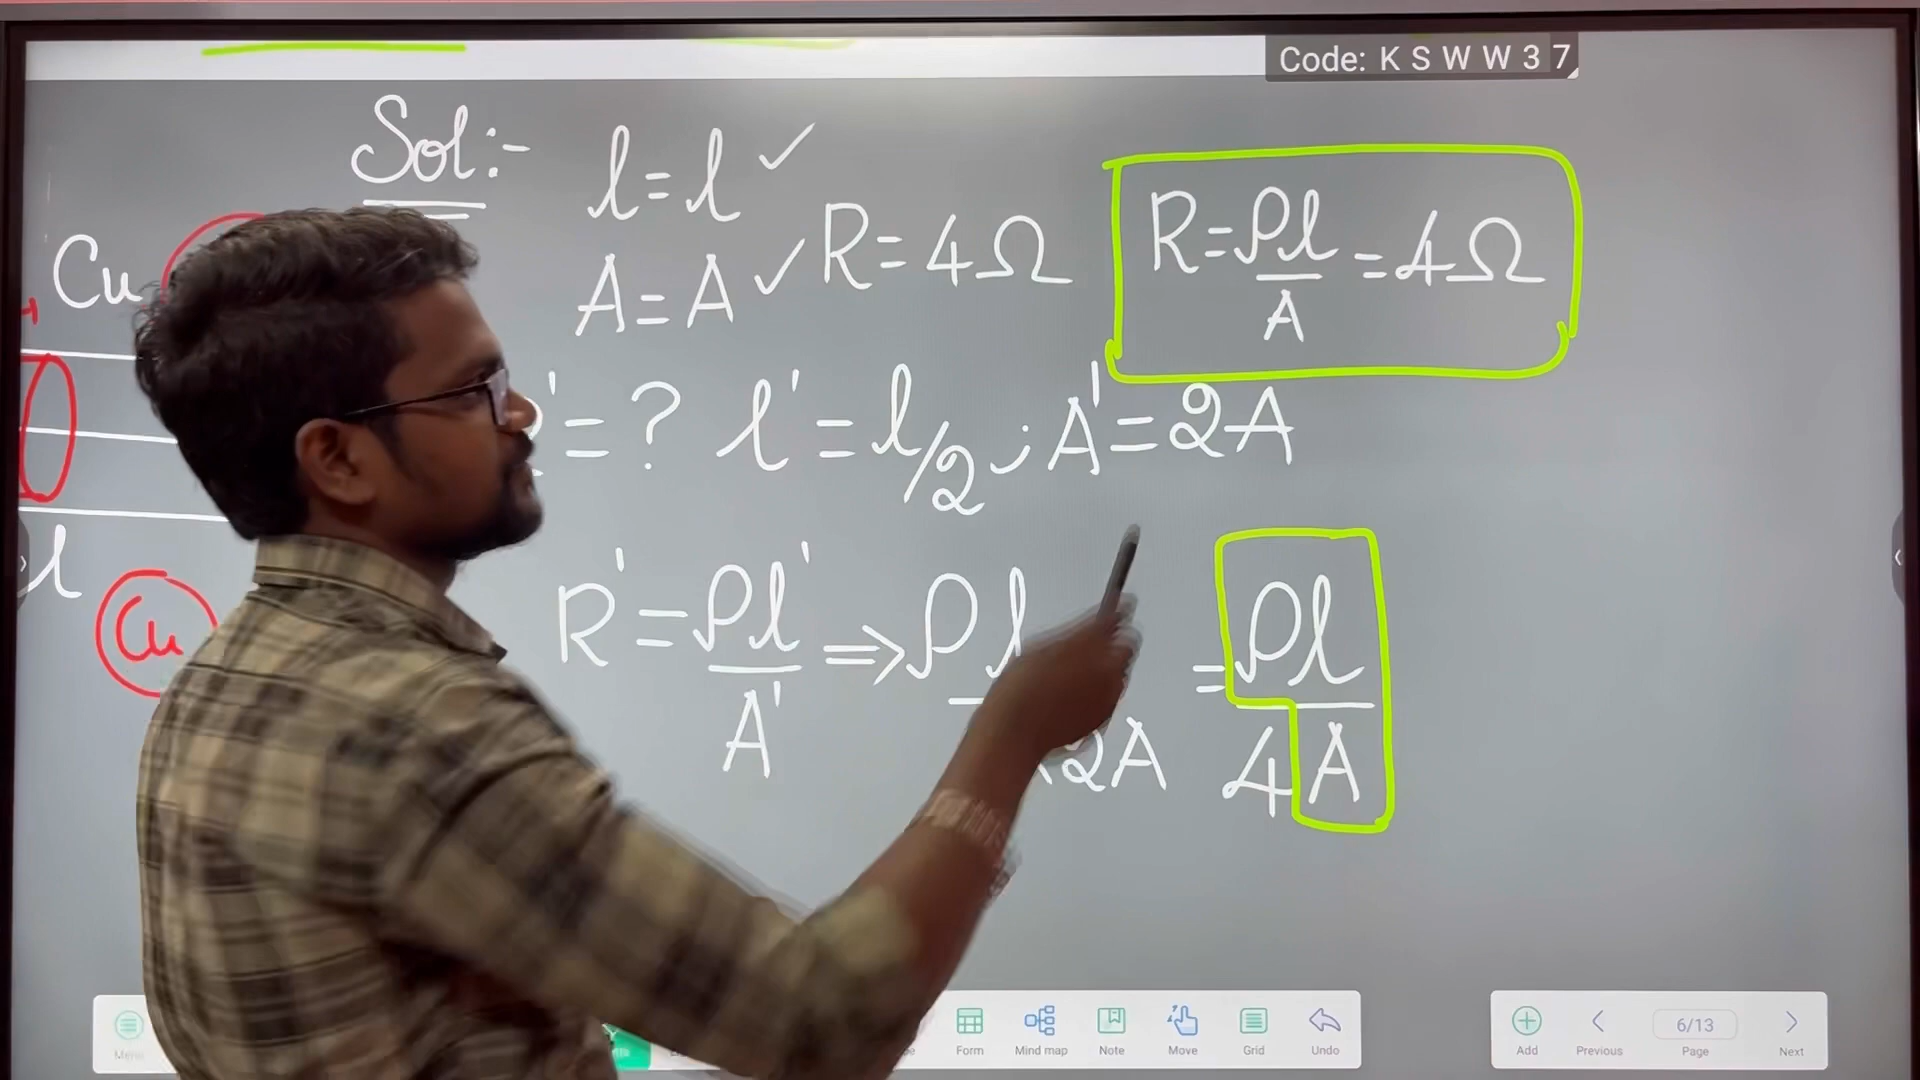 Code: K S W W 3 7
Sol:-
l = l ✓
A = A ✓ R = 4Ω
R = ρl/A = 4Ω
Cu
' = ? l' = l/2 ; A' = 2A
l
Cu
R' = ρl'/A' ⇒ ρl 2A = ρl/4A
Menu
Form
Mind map
Note
Move
Grid
Undo
Add
Previous
6/13
Page
Next